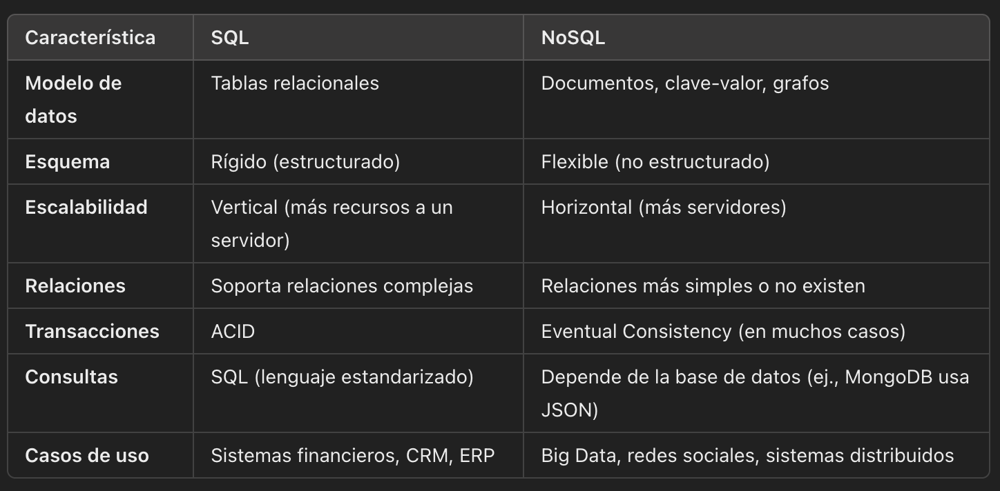 Característica SQL NoSQL
Modelo de Tablas relacionales Documentos, clave-valor, grafos
datos
Esquema Rígido (estructurado) Flexible (no estructurado)
Escalabilidad Vertical (más recursos a un Horizontal (más servidores)
servidor)
Relaciones Soporta relaciones complejas Relaciones más simples o no existen
Transacciones ACID Eventual Consistency (en muchos casos)
Consultas SQL (lenguaje estandarizado) Depende de la base de datos (ej., MongoDB usa
JSON)
Casos de uso Sistemas financieros, CRM, ERP Big Data, redes sociales, sistemas distribuidos